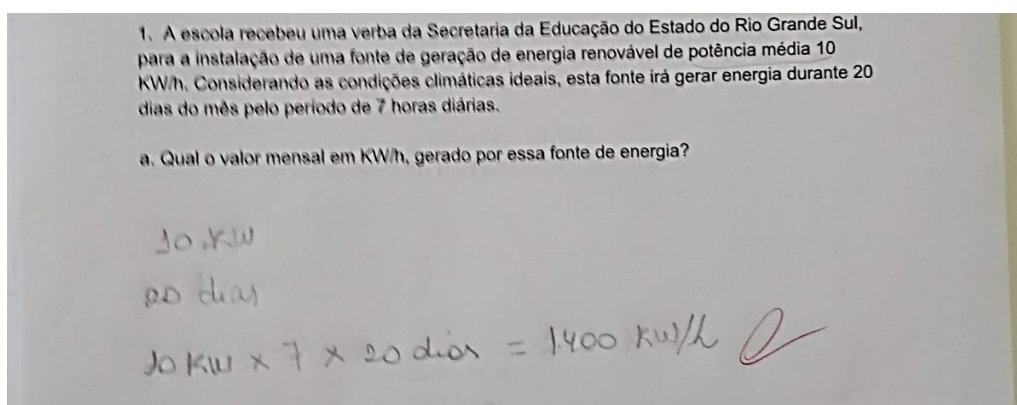 1. A escola recebeu uma verba da Secretaria da Educação do Estado do Rio Grande Sul,
para a instalação de uma fonte de geração de energia renovável de potência média 10
KW/h. Considerando as condições climáticas ideais, esta fonte irá gerar energia durante 20
dias do mês pelo período de 7 horas diárias.
a. Qual o valor mensal em KW/h, gerado por essa fonte de energia?
10.KW
20 dias
10 KW x 7 x 20 dias = 1.400 KW/h